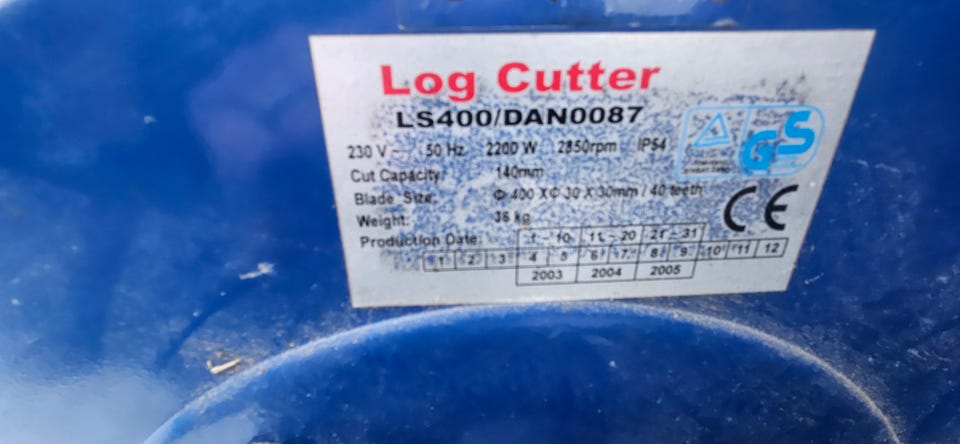 Log Cutter
LS400/DAN0087
230 V~ 50 Hz 2200 W 2850rpm IP54
Cut Capacity: 140mm
Blade Size: Φ 400 X Φ 30 X 30mm / 40 teeth
Weight: 36 kg
GS
CE
Production Date: 1 - 10 11 - 20 21 - 31
1 2 3 4 5 6 7 8 9 10 11 12
2003 2004 2005